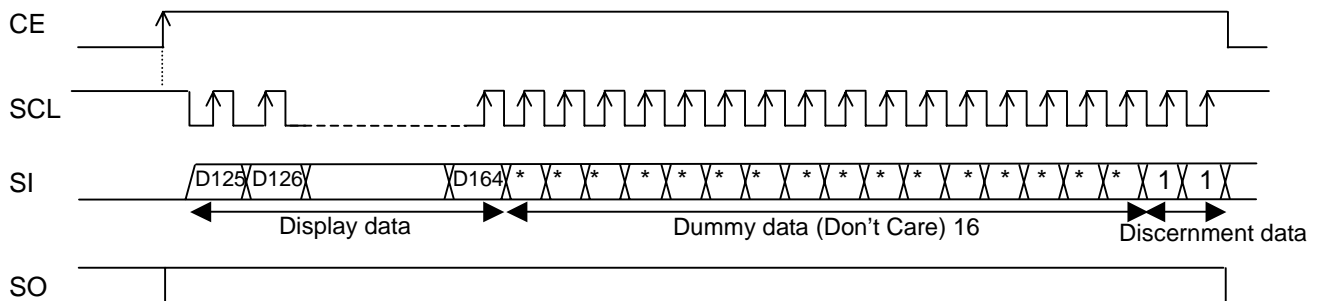 CE
SCL
SI D125 D126 D164 * * * * * * * * * * * * * * * * 1 1
Display data Dummy data (Don't Care) 16 Discernment data
SO